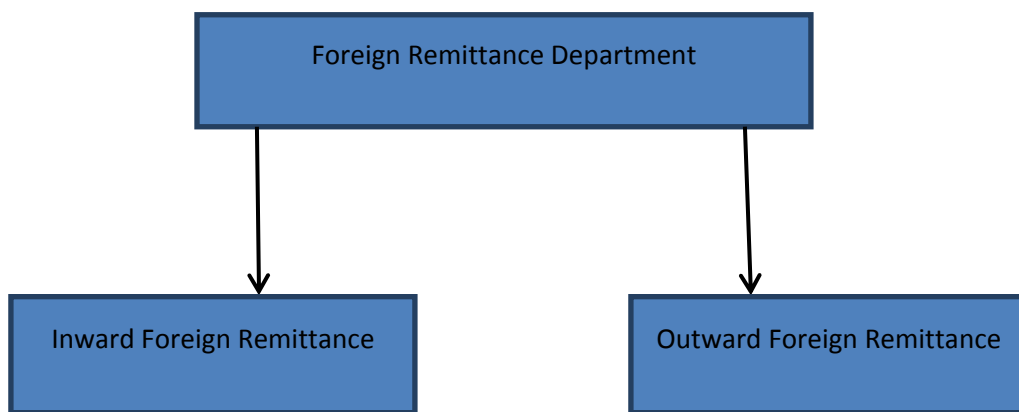 Foreign Remittance Department
Inward Foreign Remittance
Outward Foreign Remittance